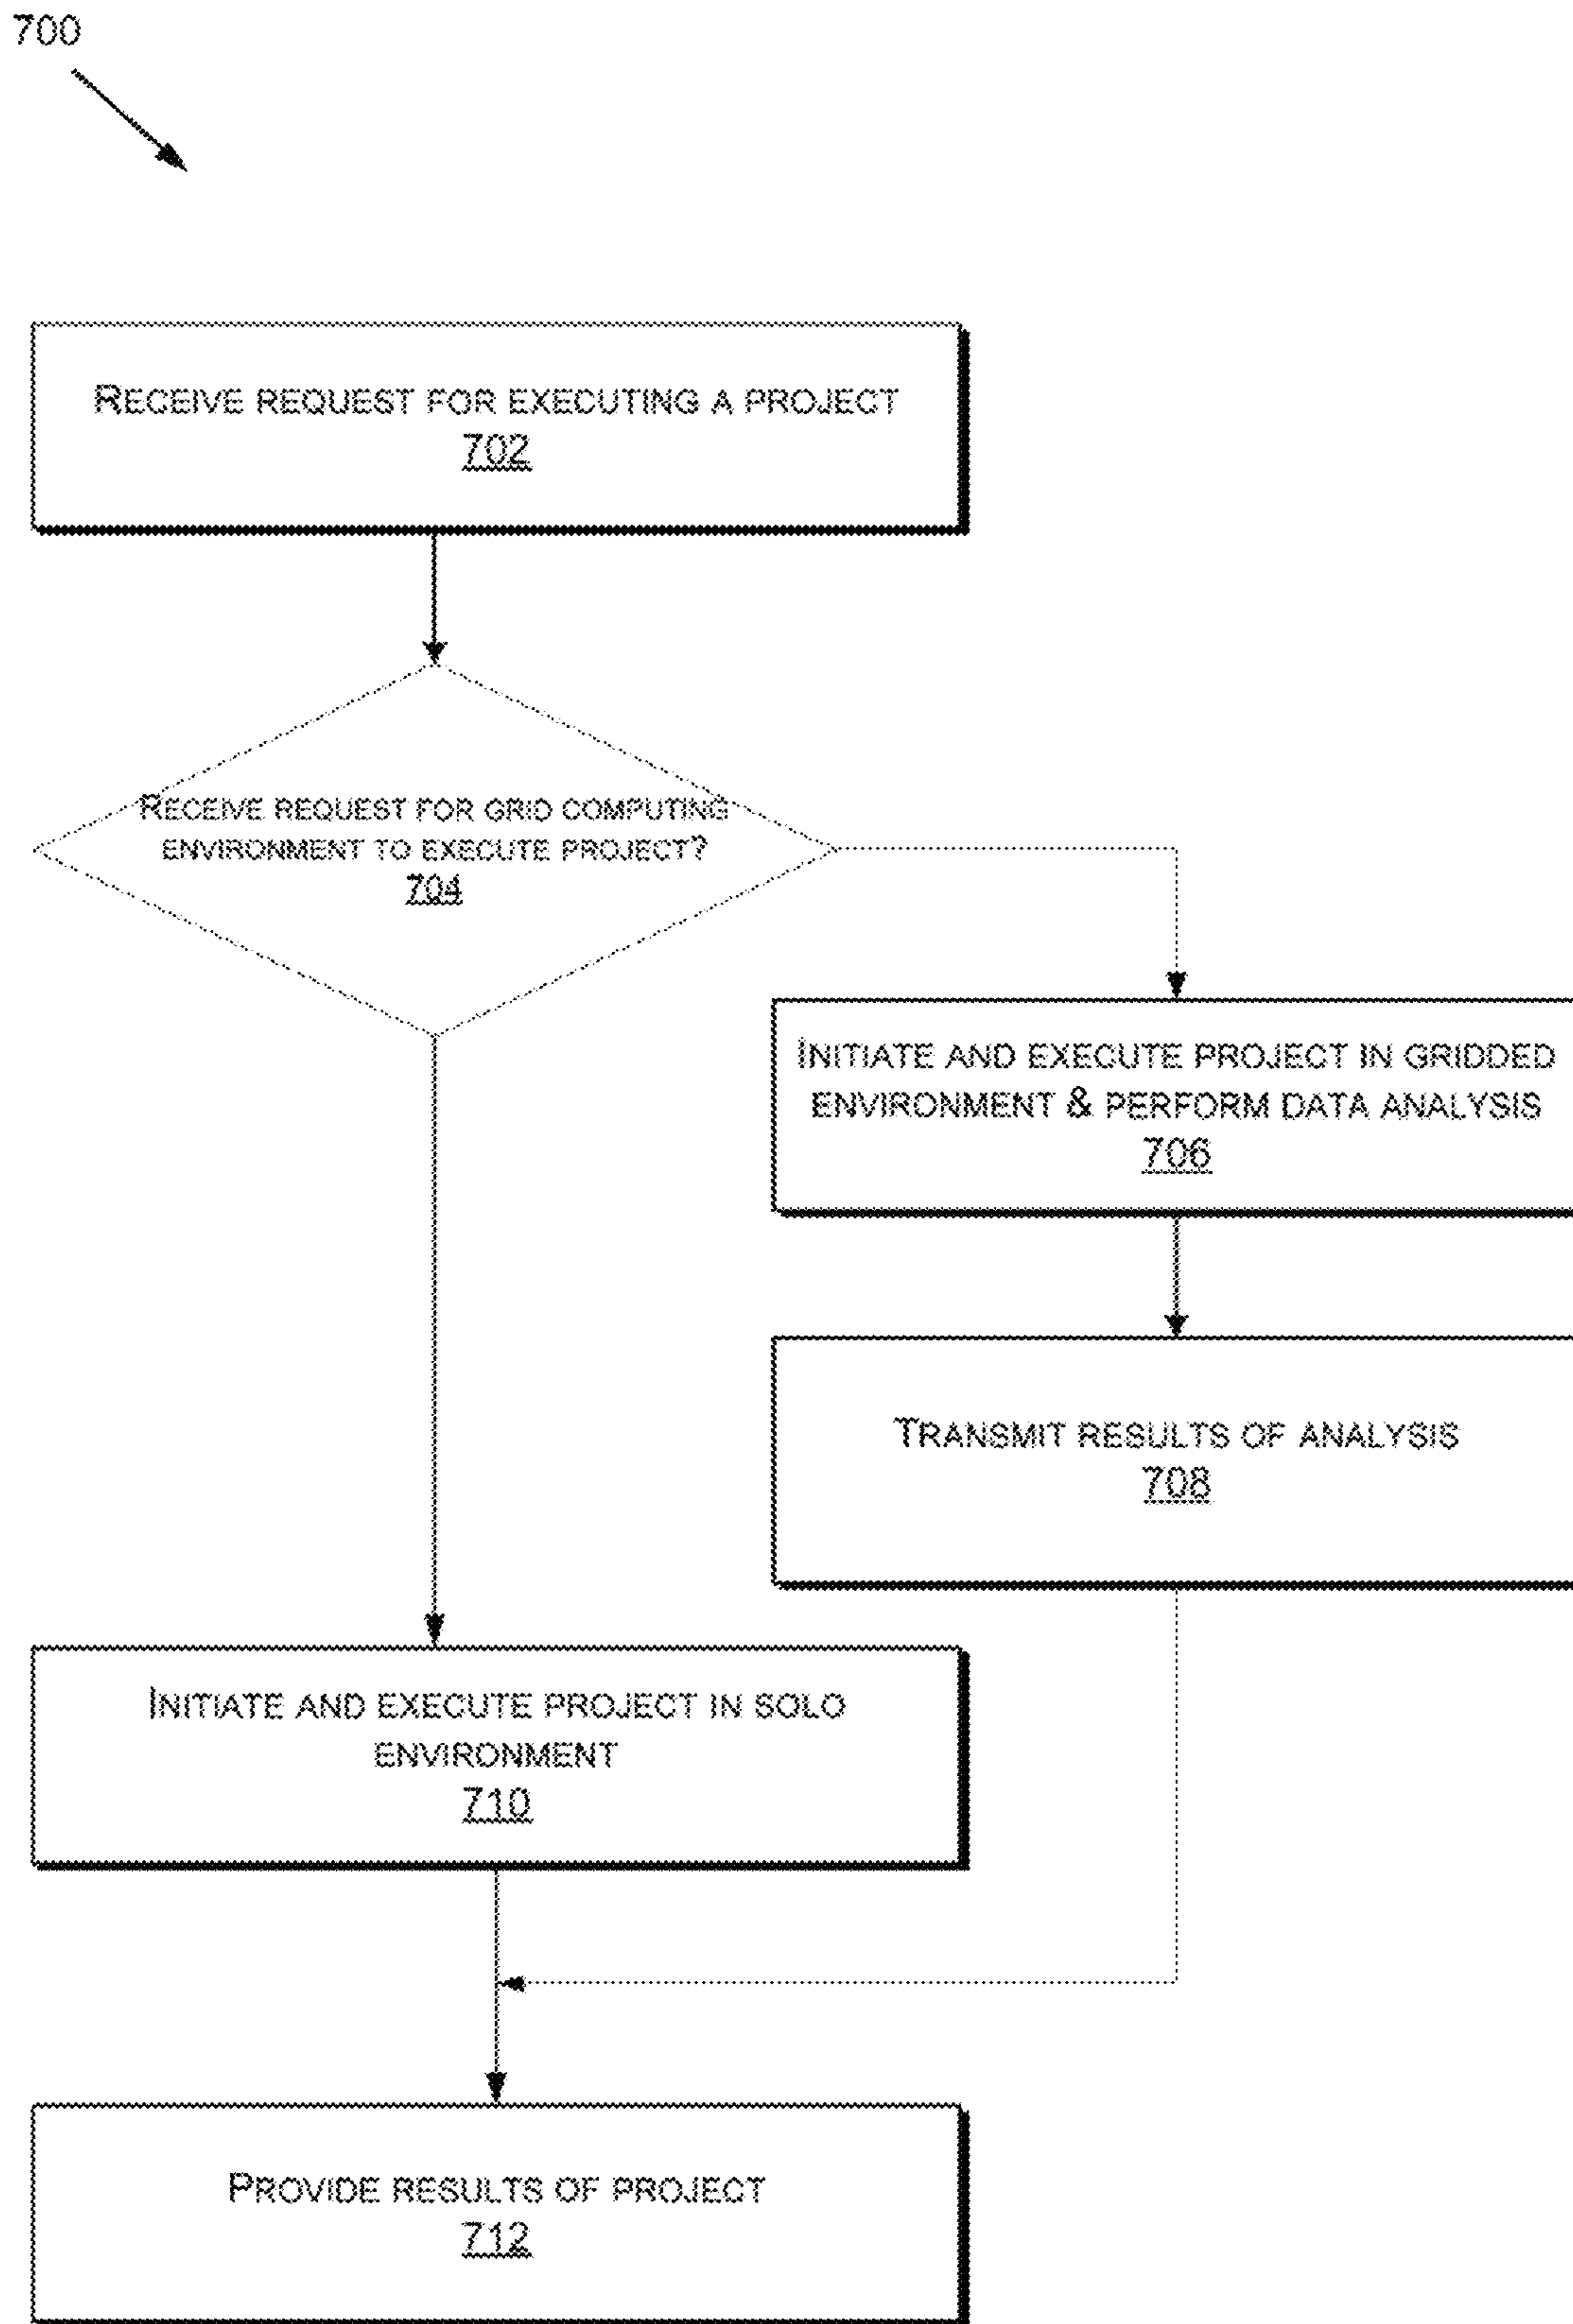 700
RECEIVE REQUEST FOR EXECUTING A PROJECT
702
RECEIVE REQUEST FOR GRID COMPUTING
ENVIRONMENT TO EXECUTE PROJECT?
704
INITIATE AND EXECUTE PROJECT IN GRIDDED
ENVIRONMENT & PERFORM DATA ANALYSIS
706
TRANSMIT RESULTS OF ANALYSIS
708
INITIATE AND EXECUTE PROJECT IN SOLO
ENVIRONMENT
710
PROVIDE RESULTS OF PROJECT
712